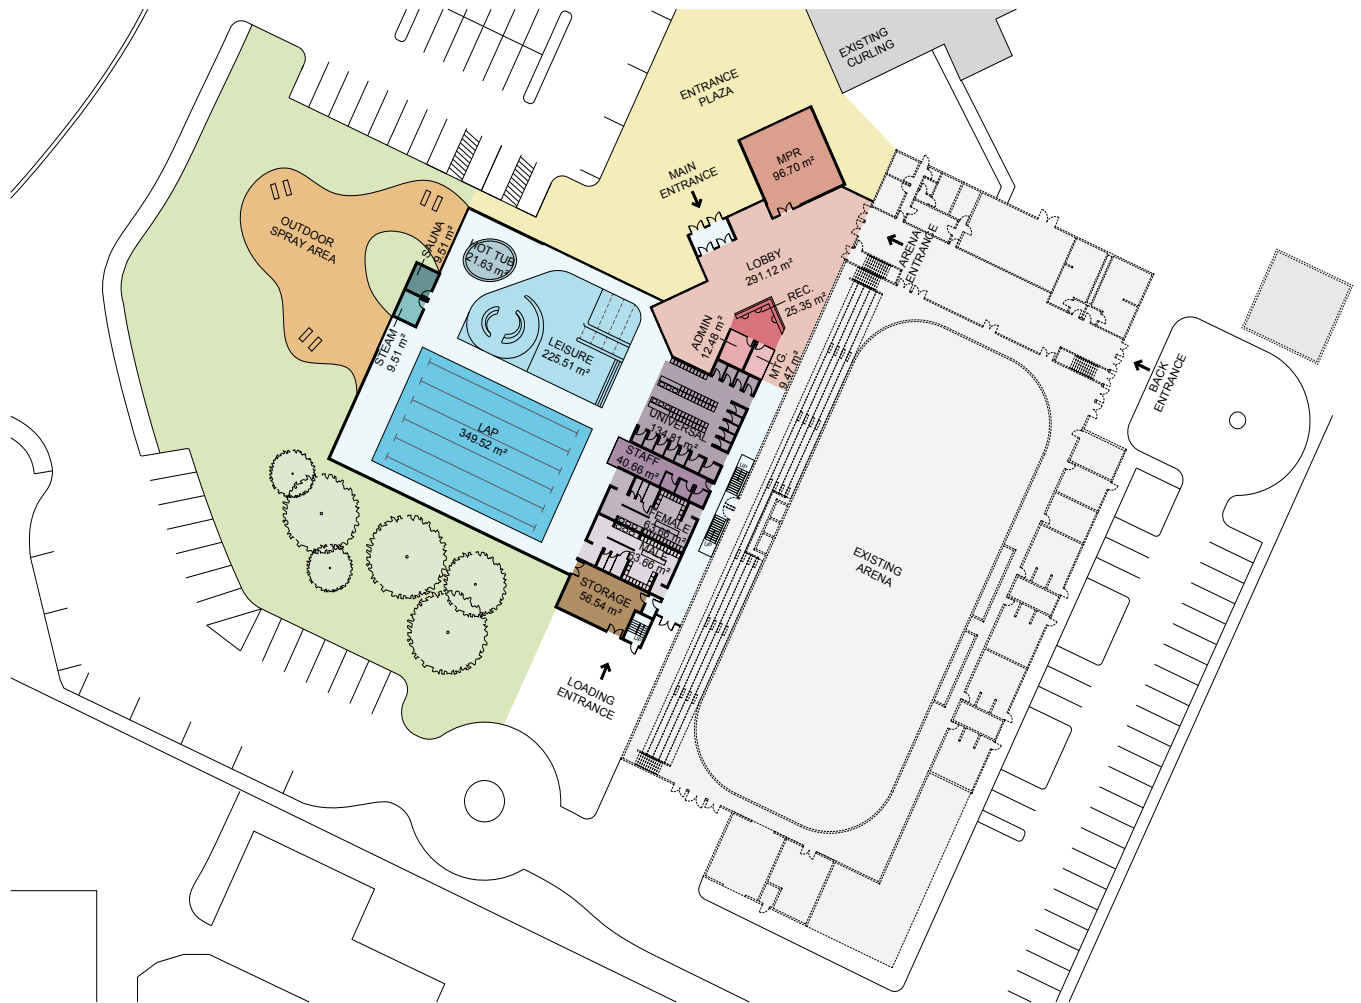 EXISTING
CURLING
ENTRANCE
PLAZA
MPR
96.70 m²
MAIN
ENTRANCE
OUTDOOR
SPRAY AREA
SAUNA
9.51 m²
HOT TUB
21.63 m²
ARENA
ENTRANCE
LOBBY
291.12 m²
REC.
25.35 m²
ADMIN
12.48 m²
MTG.
9.47 m²
STEAM
9.51 m²
LEISURE
225.51 m²
BACK
ENTRANCE
LAP
349.52 m²
UNIVERSAL
STAFF
40.66 m²
FEMALE
MALE
53.66 m²
EXISTING
ARENA
STORAGE
56.54 m²
LOADING
ENTRANCE